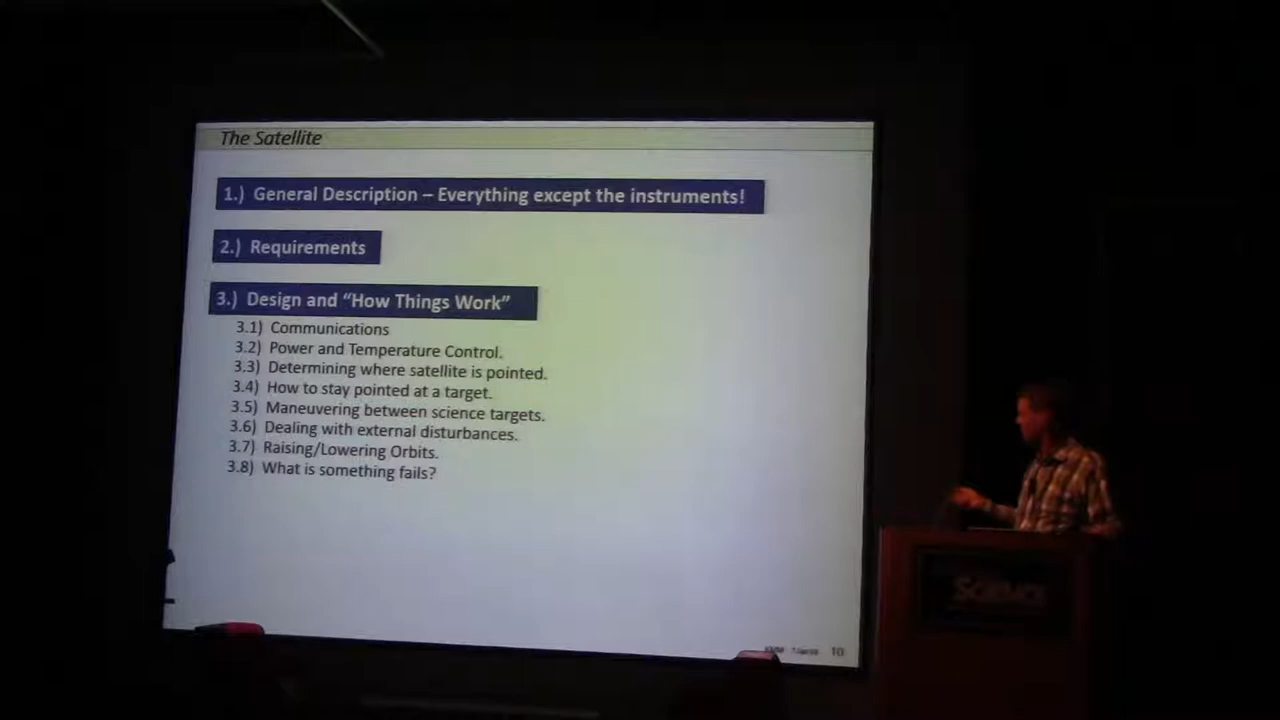 The Satellite
1.) General Description – Everything except the instruments!
2.) Requirements
3.) Design and “How Things Work”
3.1) Communications
3.2) Power and Temperature Control.
3.3) Determining where satellite is pointed.
3.4) How to stay pointed at a target.
3.5) Maneuvering between science targets.
3.6) Dealing with external disturbances.
3.7) Raising/Lowering Orbits.
3.8) What is something fails?
10
SCIENCE